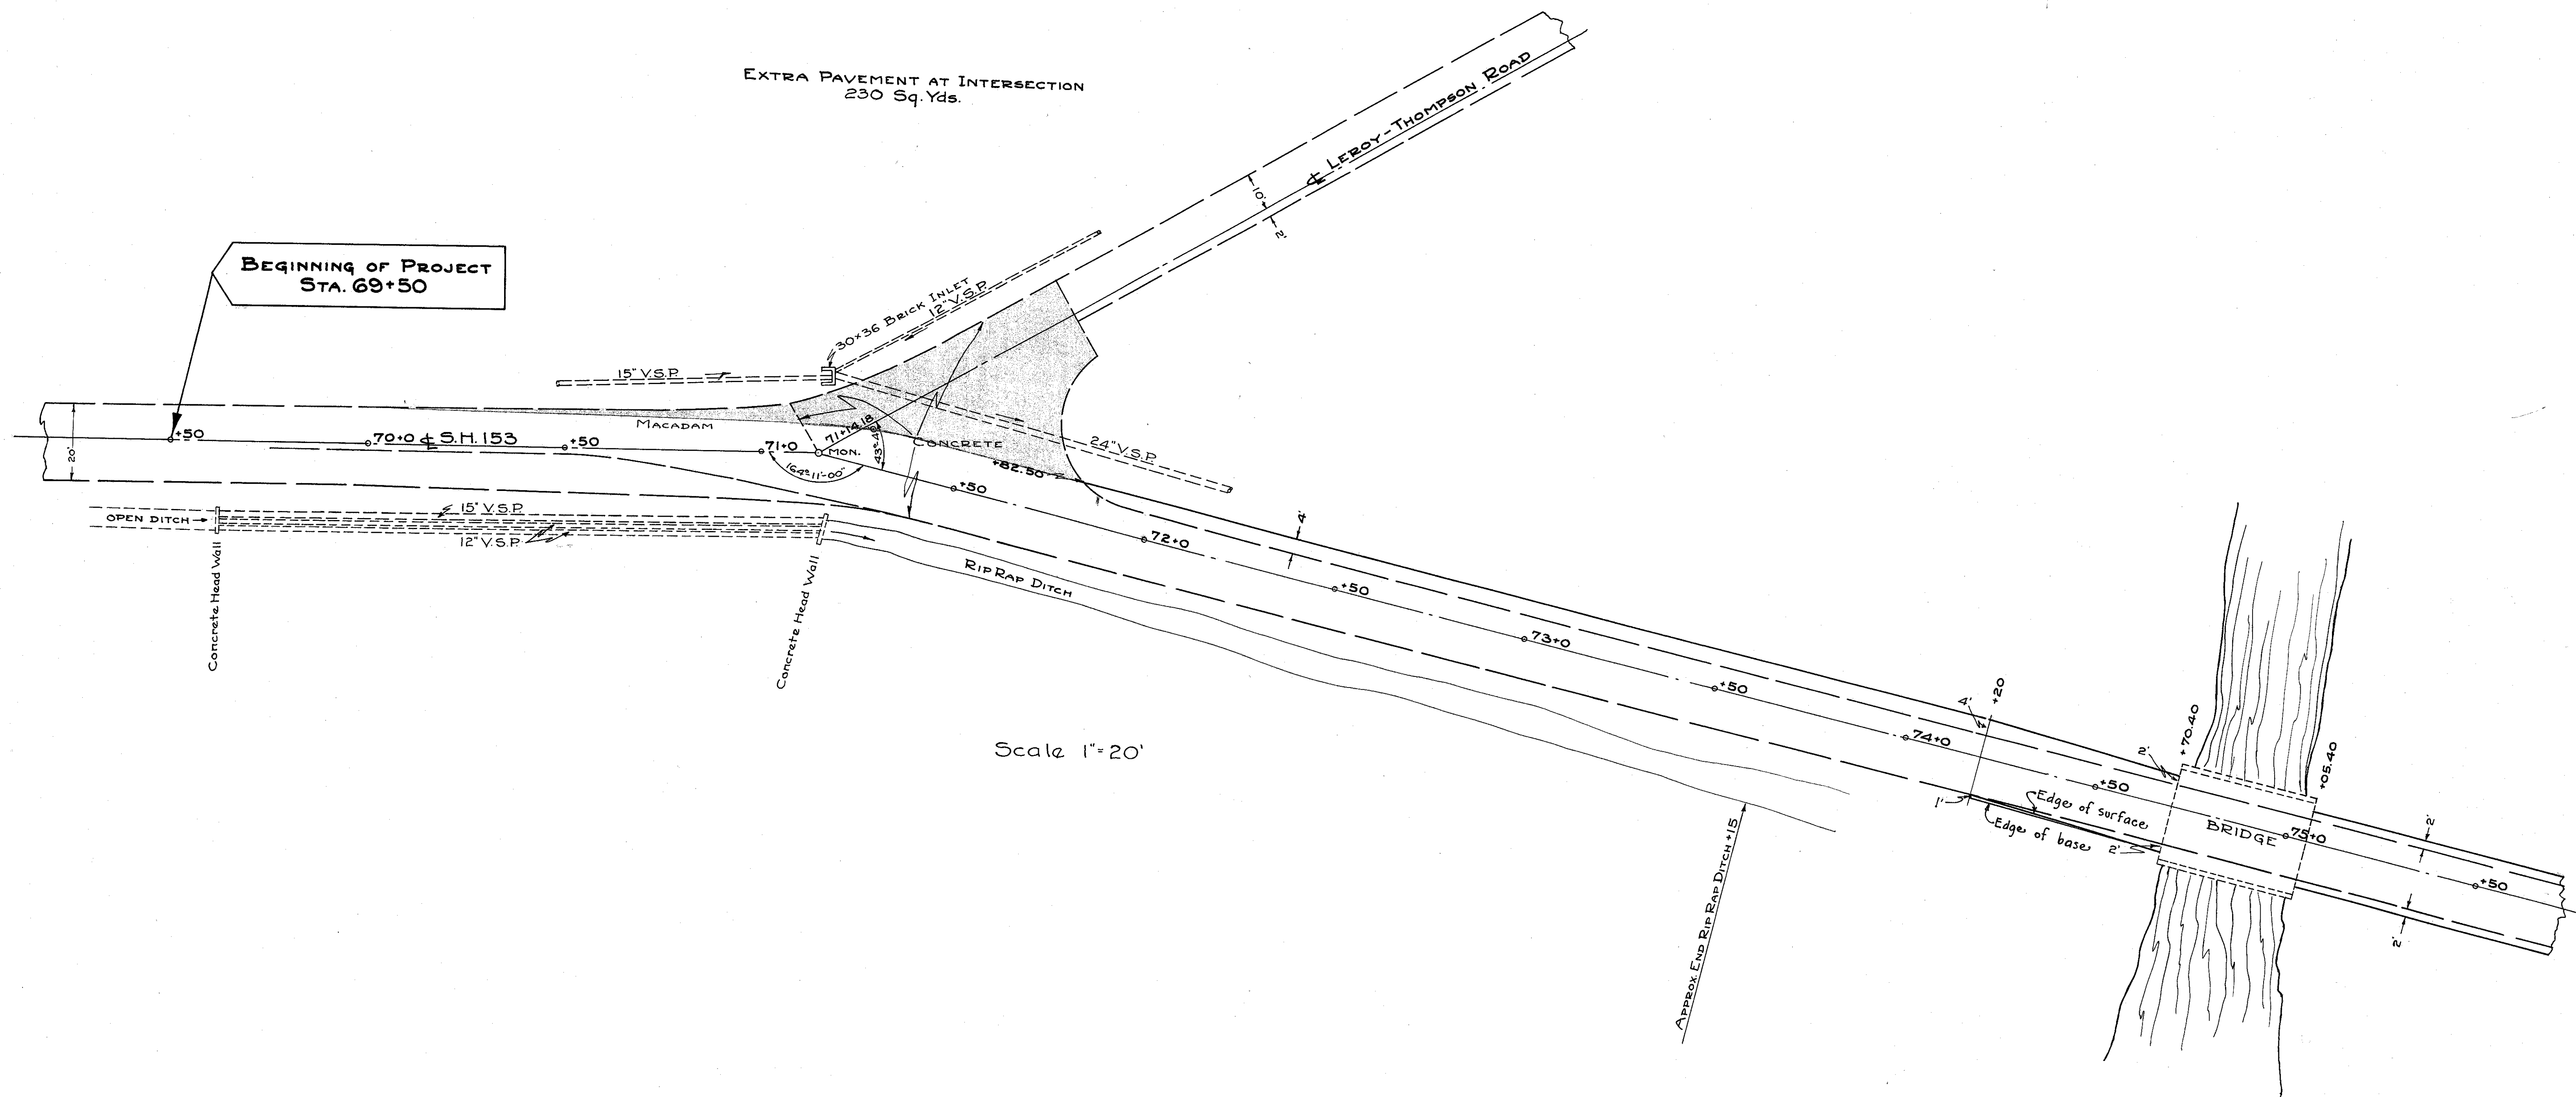 EXTRA PAVEMENT AT INTERSECTION
230 Sq. Yds.
℄ LEROY-THOMPSON ROAD
10'
2'
BEGINNING OF PROJECT
STA. 69+50
30×36 BRICK INLET
12" V.S.P.
15" V.S.P.
20'
+50
70+0 ℄ S.H. 153
+50
MACADAM
71+0
71+14.18
MON.
164°11'-00"
CONCRETE
+82.50
24" V.S.P.
+50
OPEN DITCH
15" V.S.P.
12" V.S.P.
Concrete Head Wall
Concrete Head Wall
RIP RAP DITCH
4'
72+0
+50
73+0
+50
74+0
4'
+20
1'
Scale 1"=20'
APPROX. END RIP RAP DITCH +15
+50
2'
+70.40
Edge of surface
Edge of base
2'
BRIDGE
75+0
+05.40
2'
+50
2'